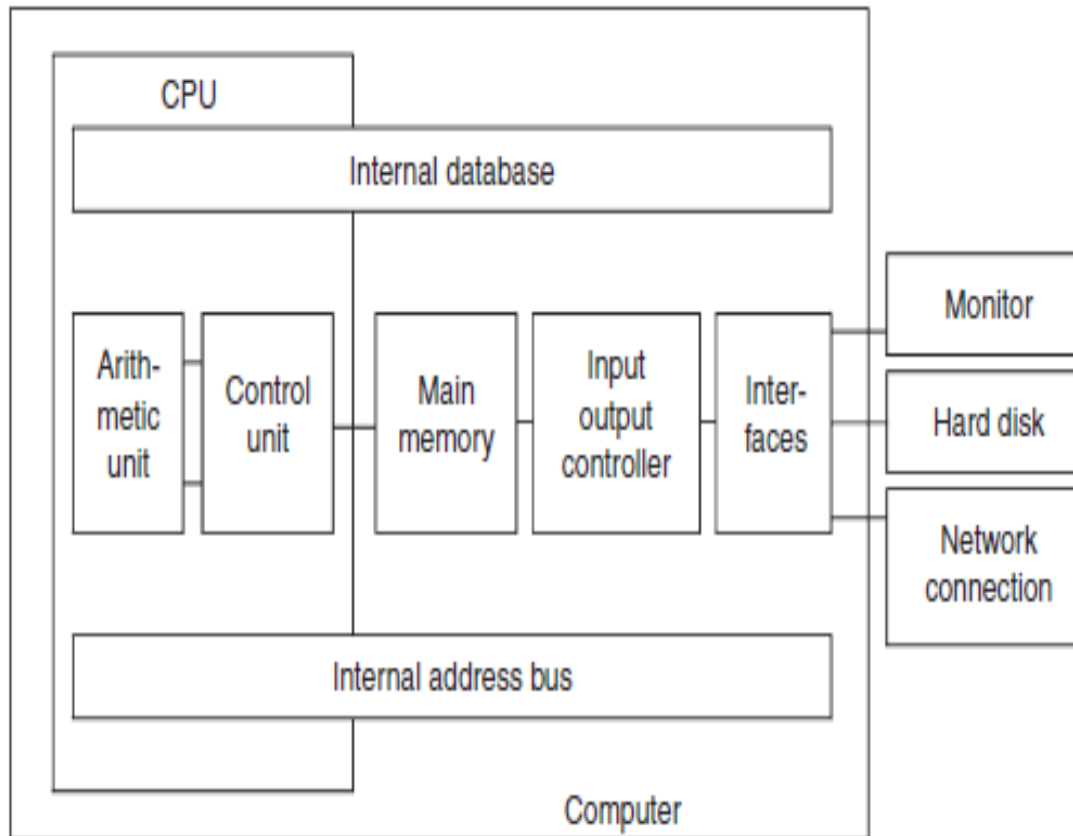 CPU
Internal database
Arith-
metic
unit
Control
unit
Main
memory
Input
output
controller
Inter-
faces
Monitor
Hard disk
Network
connection
Internal address bus
Computer